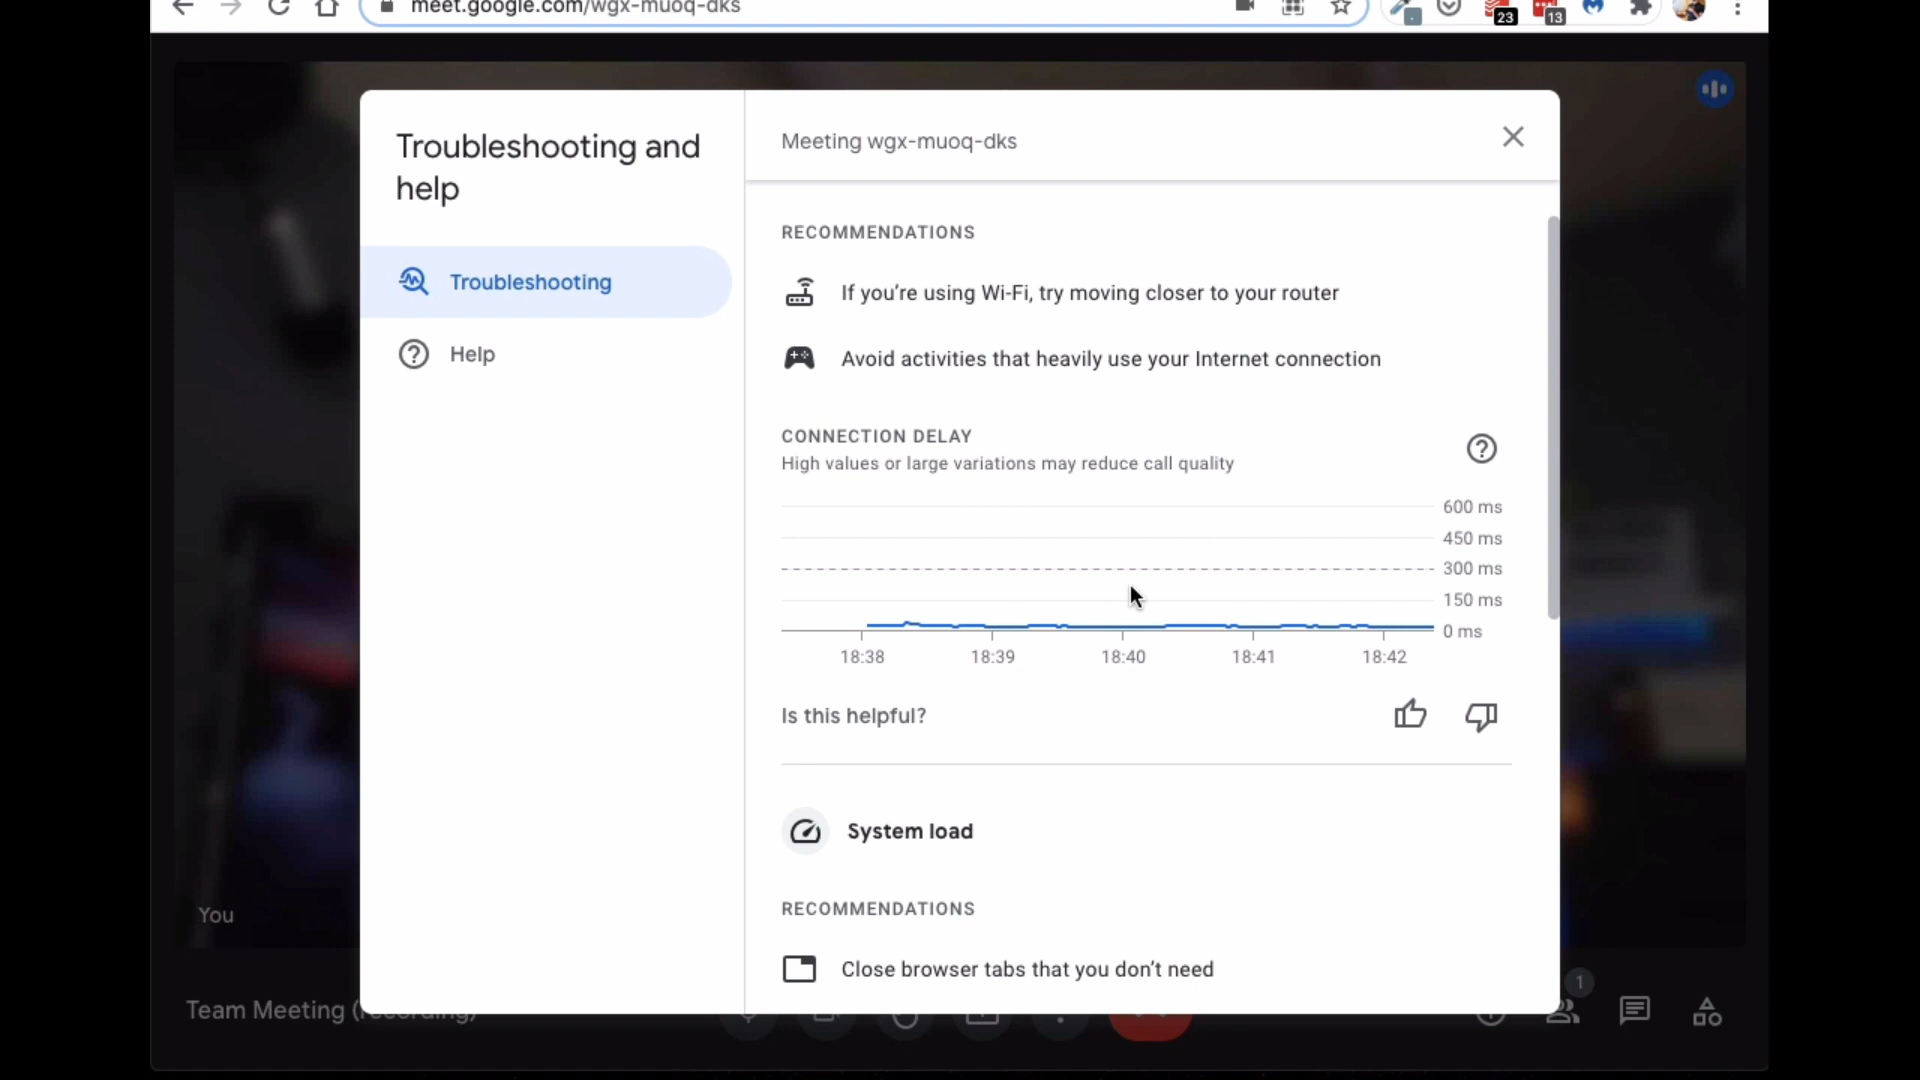 meet.google.com/wgx-muoq-dks
23
13
Troubleshooting and
help
Troubleshooting
Help
Meeting wgx-muoq-dks
RECOMMENDATIONS
If you’re using Wi-Fi, try moving closer to your router
Avoid activities that heavily use your Internet connection
CONNECTION DELAY
High values or large variations may reduce call quality
600 ms
450 ms
300 ms
150 ms
0 ms
18:38 18:39 18:40 18:41 18:42
Is this helpful?
System load
RECOMMENDATIONS
Close browser tabs that you don’t need
You
Team Meeting (recording)
1